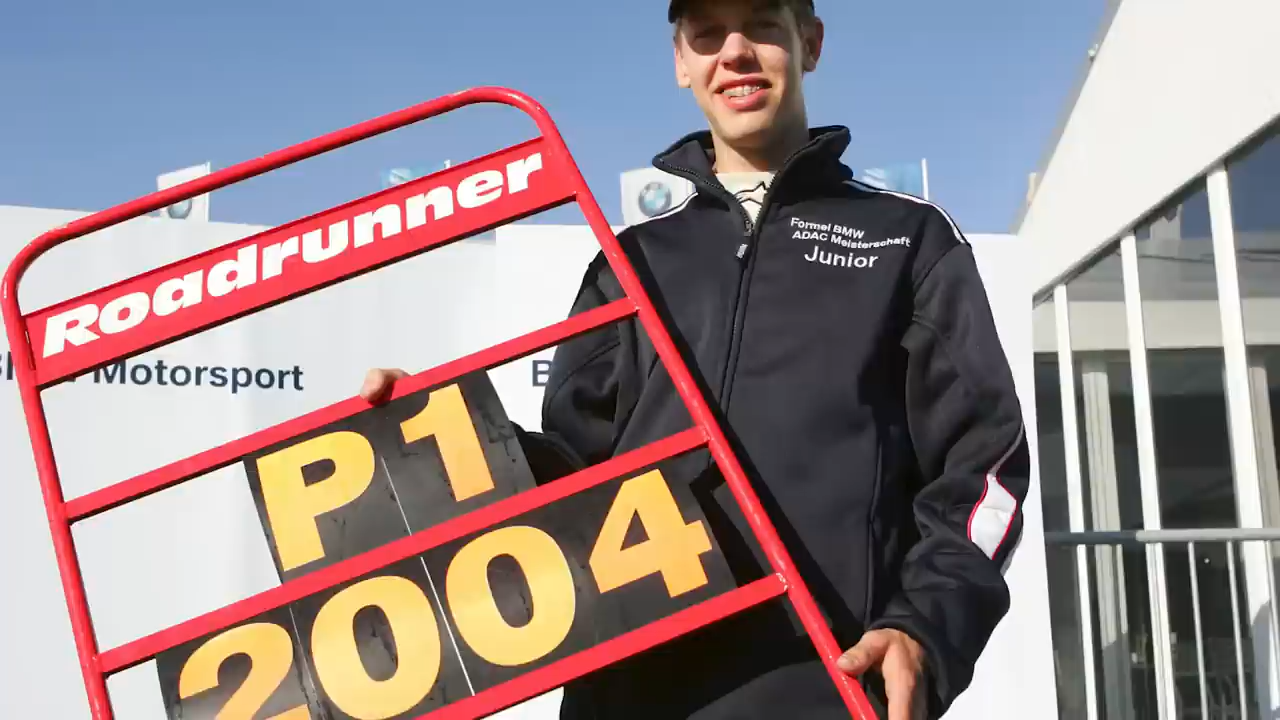 Roadrunner
Formel BMW
ADAC Meisterschaft
Junior
Motorsport
P1
2004